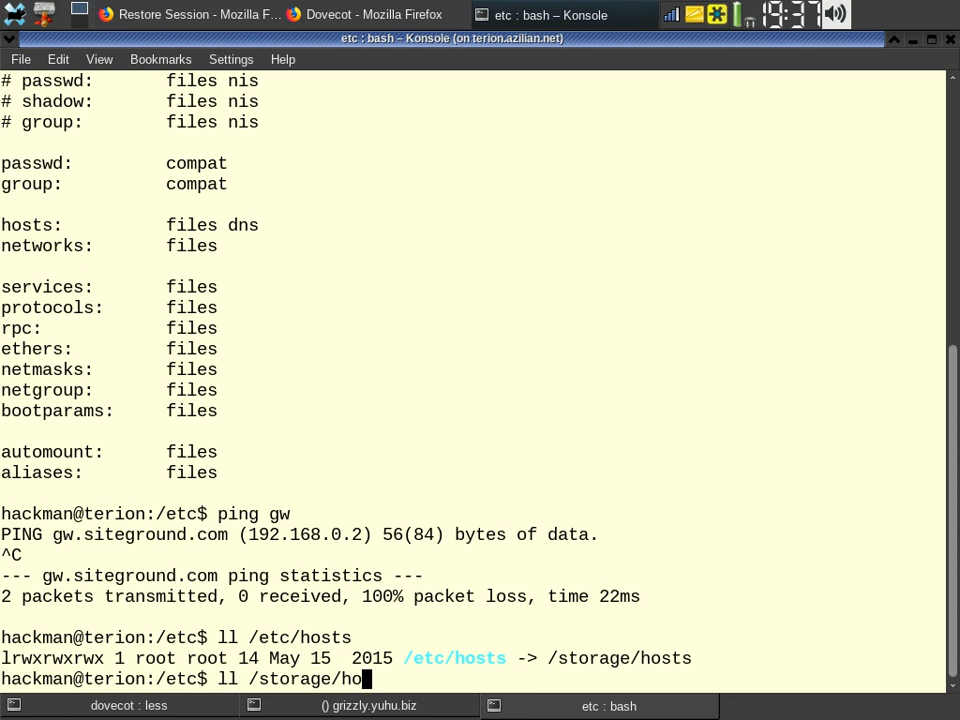 Restore Session - Mozilla F... Dovecot - Mozilla Firefox etc : bash – Konsole 19:37
etc : bash – Konsole (on terion.azilian.net)
File Edit View Bookmarks Settings Help
# passwd: files nis
# shadow: files nis
# group: files nis
passwd: compat
group: compat
hosts: files dns
networks: files
services: files
protocols: files
rpc: files
ethers: files
netmasks: files
netgroup: files
bootparams: files
automount: files
aliases: files
hackman@terion:/etc$ ping gw
PING gw.siteground.com (192.168.0.2) 56(84) bytes of data.
^C
--- gw.siteground.com ping statistics ---
2 packets transmitted, 0 received, 100% packet loss, time 22ms
hackman@terion:/etc$ ll /etc/hosts
lrwxrwxrwx 1 root root 14 May 15  2015 /etc/hosts -> /storage/hosts
hackman@terion:/etc$ ll /storage/ho
dovecot : less () grizzly.yuhu.biz etc : bash